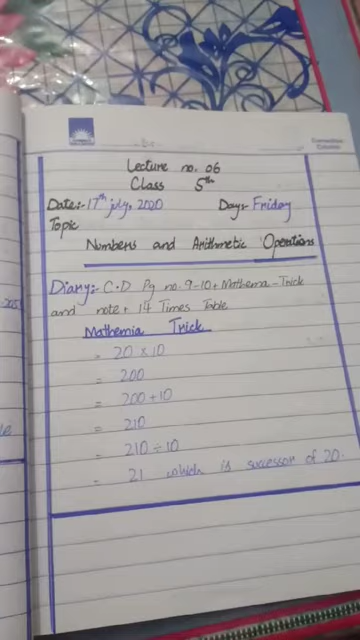 Lecture no. 06
Class 5th
Date:- 17th july, 2020 Day:- Friday
Topic
Numbers and Arithmetic Operations
Diary:- C.D Pg no. 9-10 + Mathema-Trick
and note + 14 Times Table
Mathemia Trick
= 20 × 10
= 200
= 200 + 10
= 210
= 210 ÷ 10
= 21 which is successor of 20.